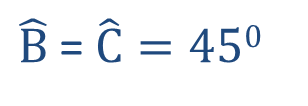 B̂ = Ĉ = 45⁰